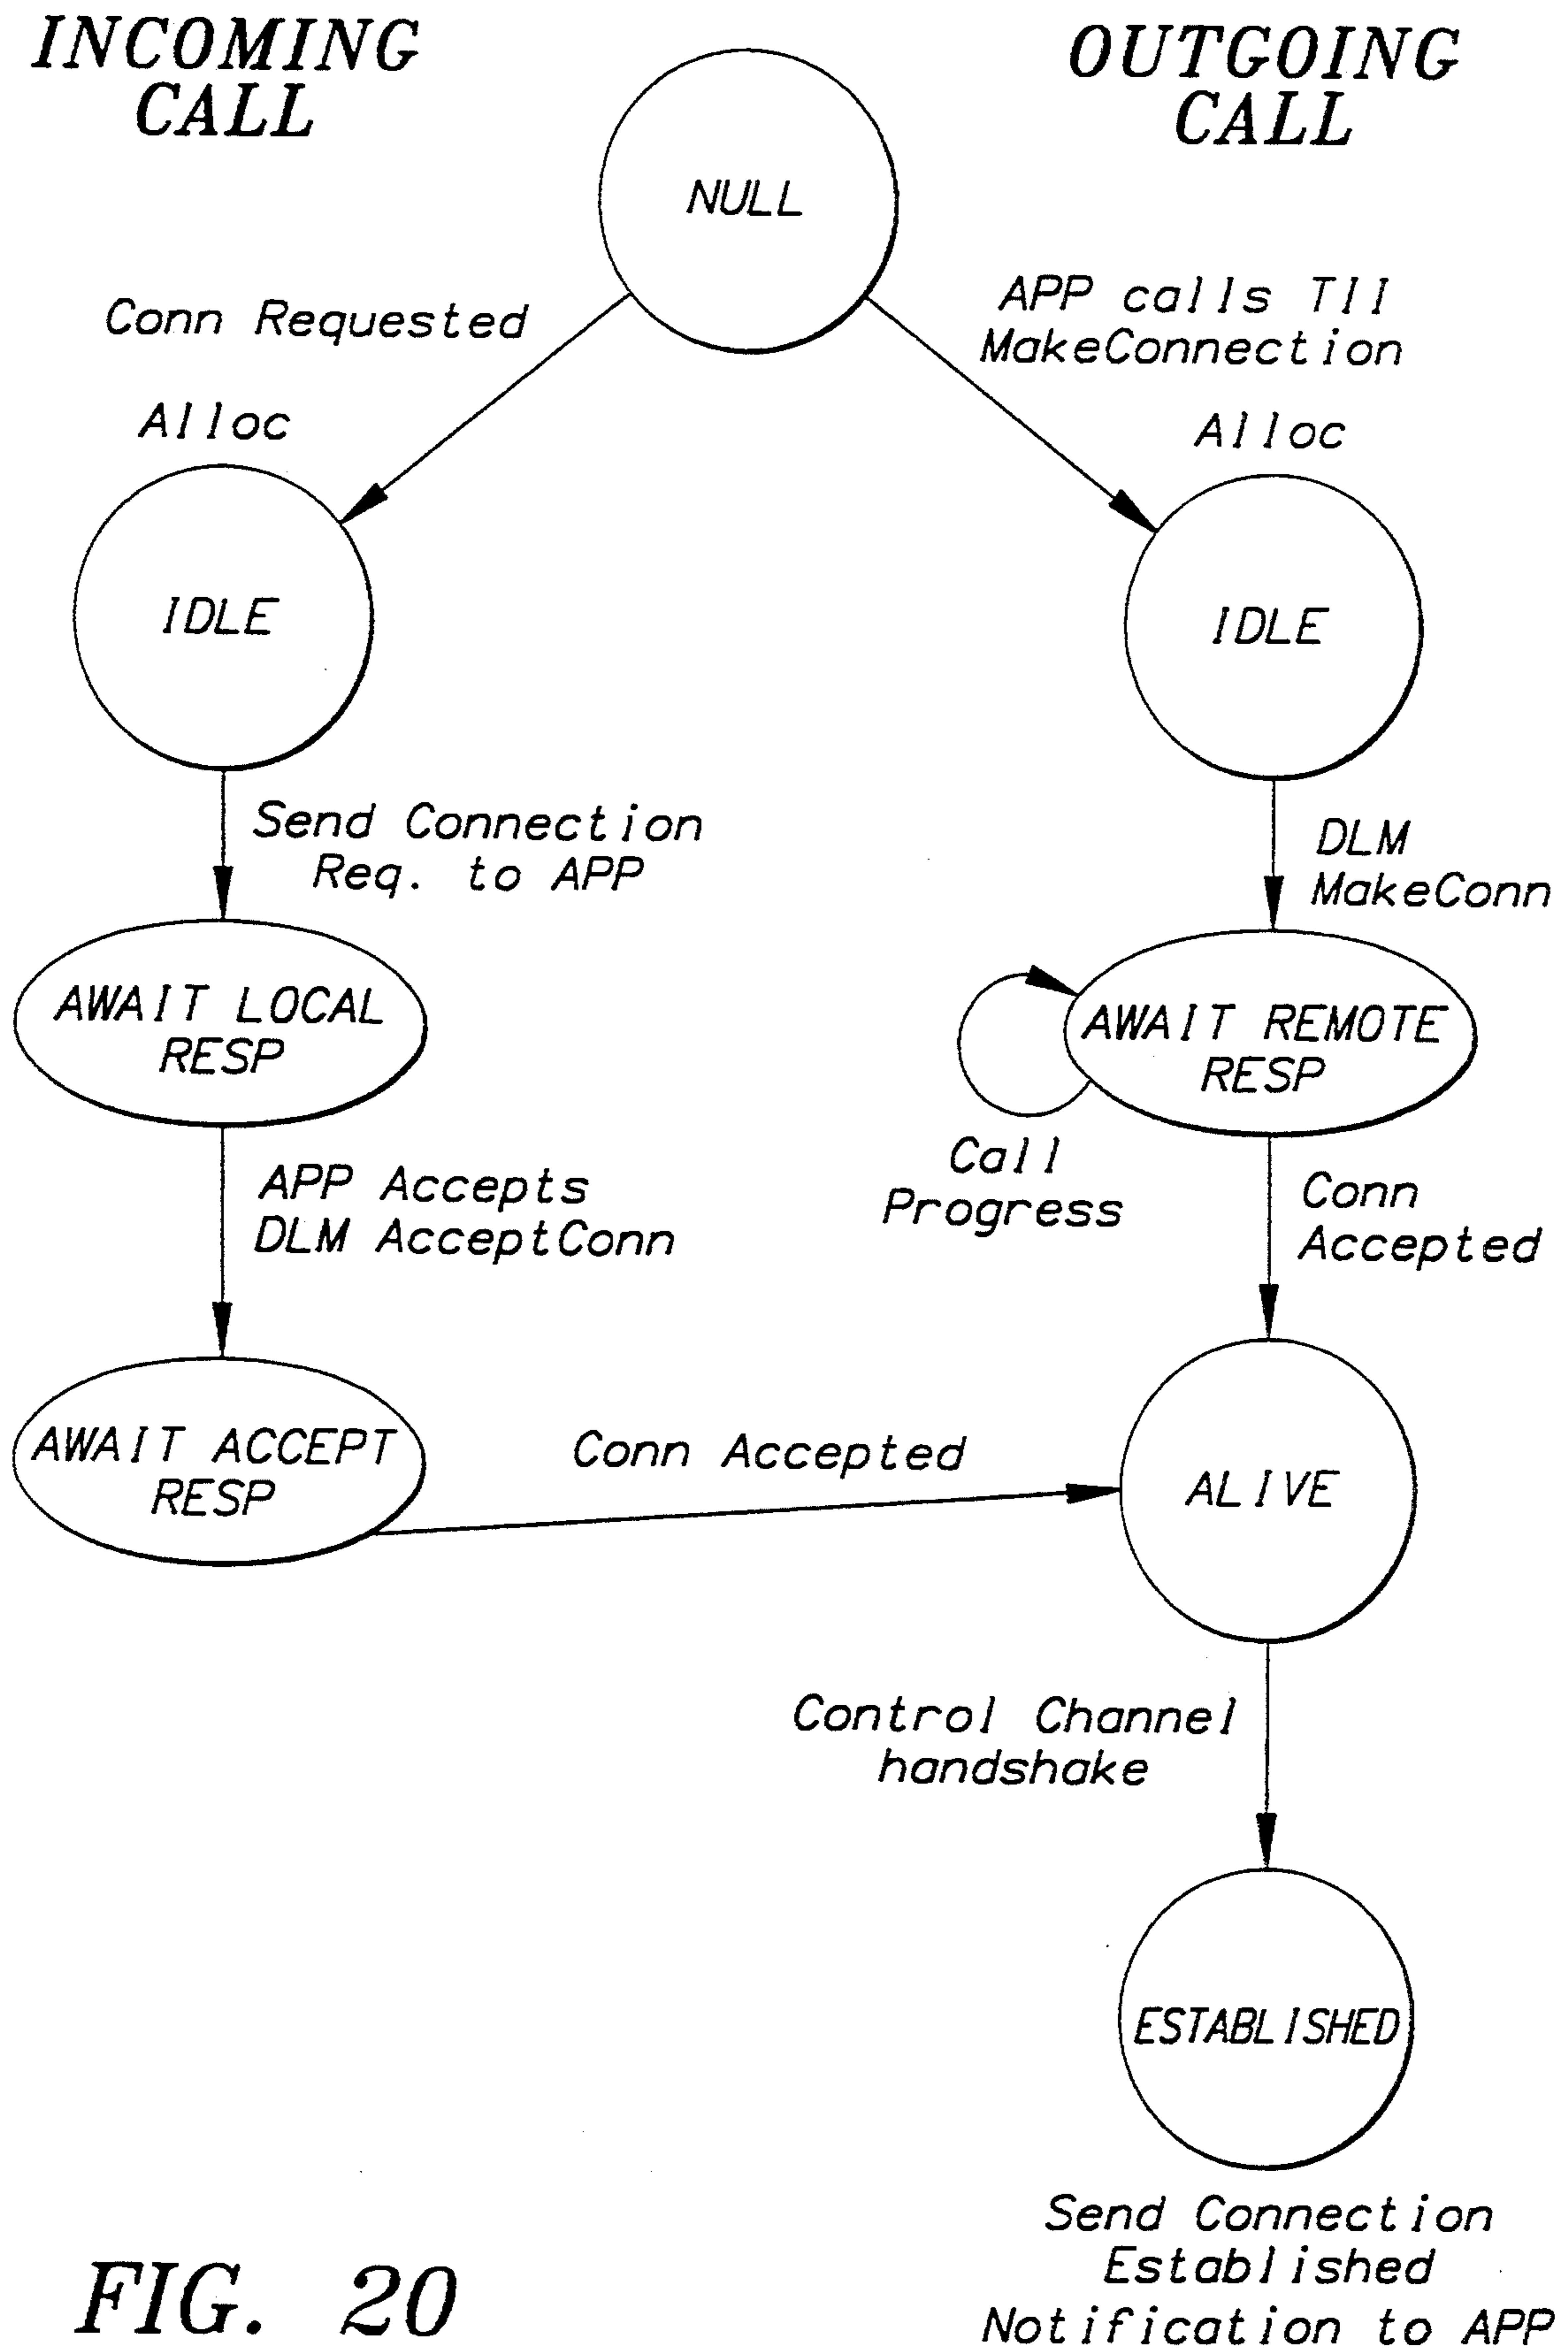 INCOMING
CALL
OUTGOING
CALL
NULL
Conn Requested
APP calls TII
MakeConnection
Alloc
Alloc
IDLE
IDLE
Send Connection
Req. to APP
DLM
MakeConn
AWAIT LOCAL
RESP
AWAIT REMOTE
RESP
Call
Progress
APP Accepts
DLM AcceptConn
Conn
Accepted
AWAIT ACCEPT
RESP
Conn Accepted
ALIVE
Control Channel
handshake
ESTABLISHED
Send Connection
Established
Notification to APP
FIG. 20